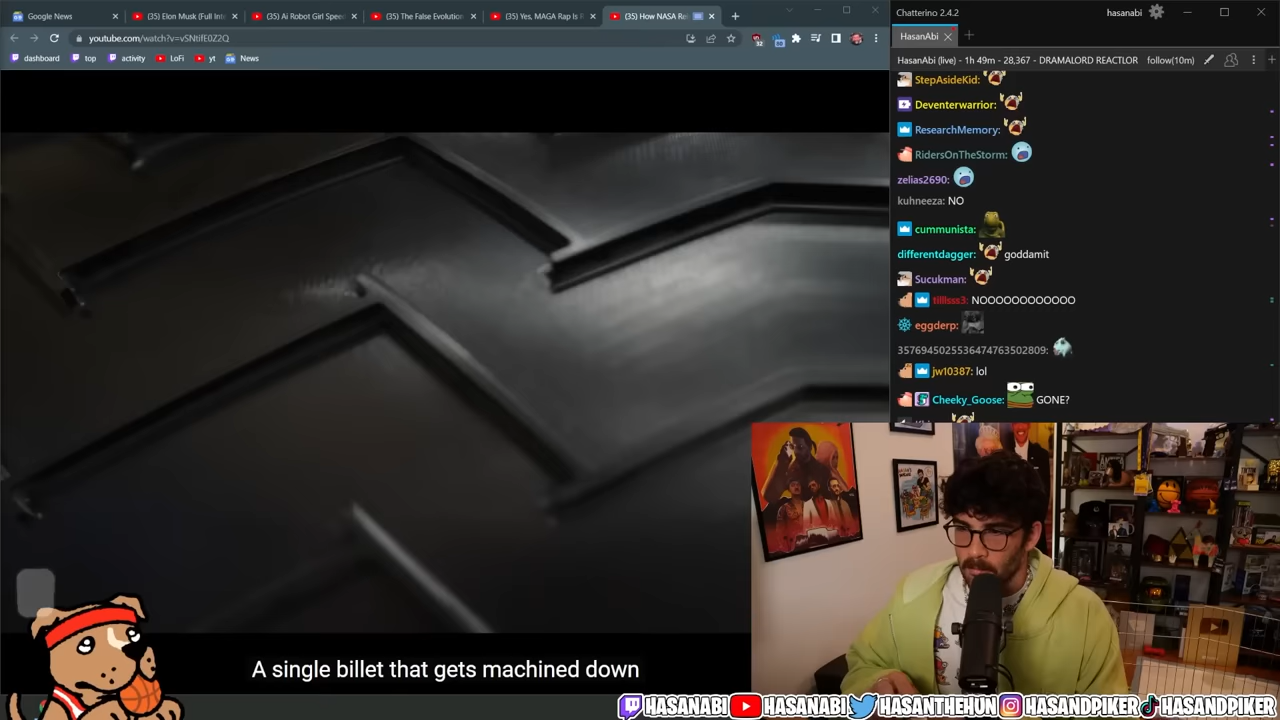 Google News
(35) Elon Musk (Full Int
(35) Ai Robot Girl Speed
(35) The False Evolution
(35) Yes, MAGA Rap Is R
(35) How NASA Re
youtube.com/watch?v=vSNtifE0Z2Q
dashboard top activity LoFi yt News
Chatterino 2.4.2
hasanabi
HasanAbi
HasanAbi (live) - 1h 49m - 28,367 - DRAMALORD REACTLOR follow(10m)
StepAsideKid:
Deventerwarrior:
ResearchMemory:
RidersOnTheStorm:
zelias2690:
kuhneeza: NO
cummunista:
differentdagger: goddamit
Sucukman:
NOOOOOOOOOOOO
eggderp:
3576945025536474763502809:
jw10387: lol
Cheeky_Goose: GONE?
A single billet that gets machined down
HASANABI HASANABI HASANTHEHUN HASANDPIKER HASANDPIKER